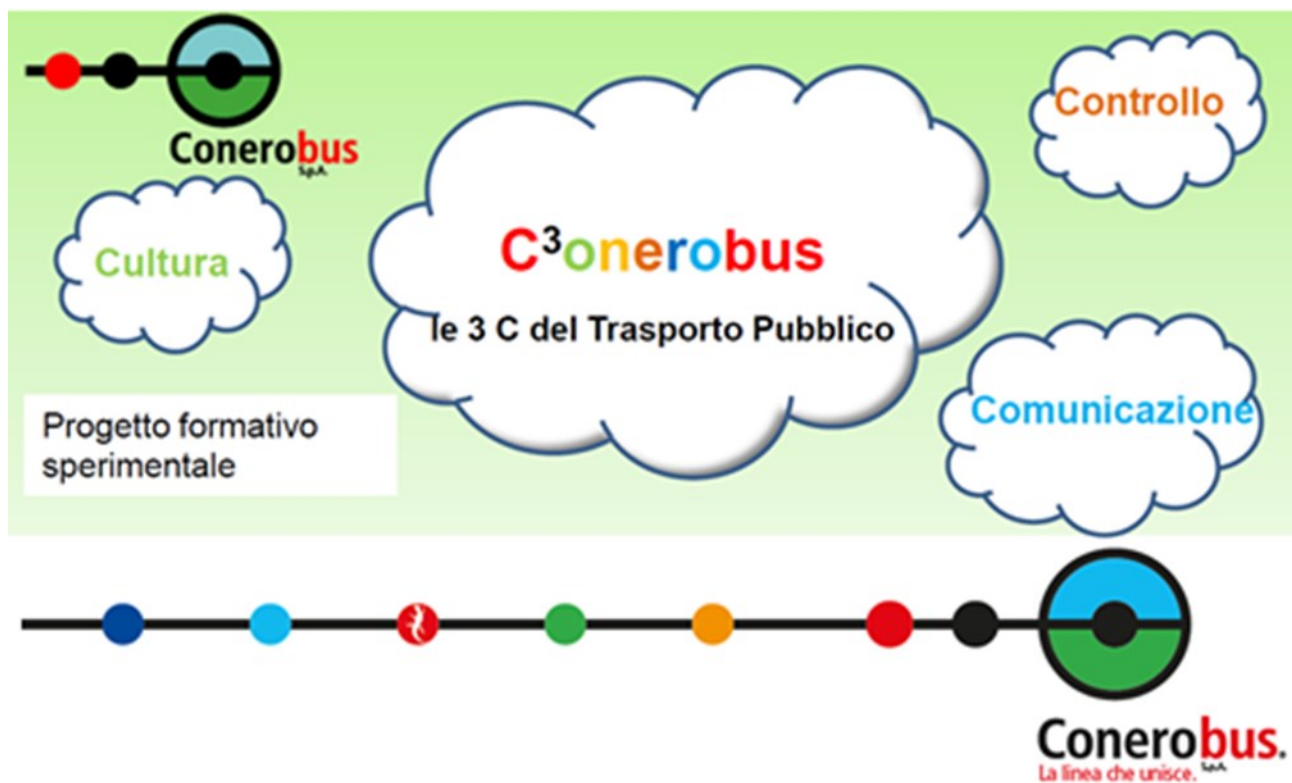 Conerobus
S.p.A.
Controllo
Cultura
C³onerobus
le 3 C del Trasporto Pubblico
Comunicazione
Progetto formativo
sperimentale
Conerobus.
S.p.A.
La linea che unisce.